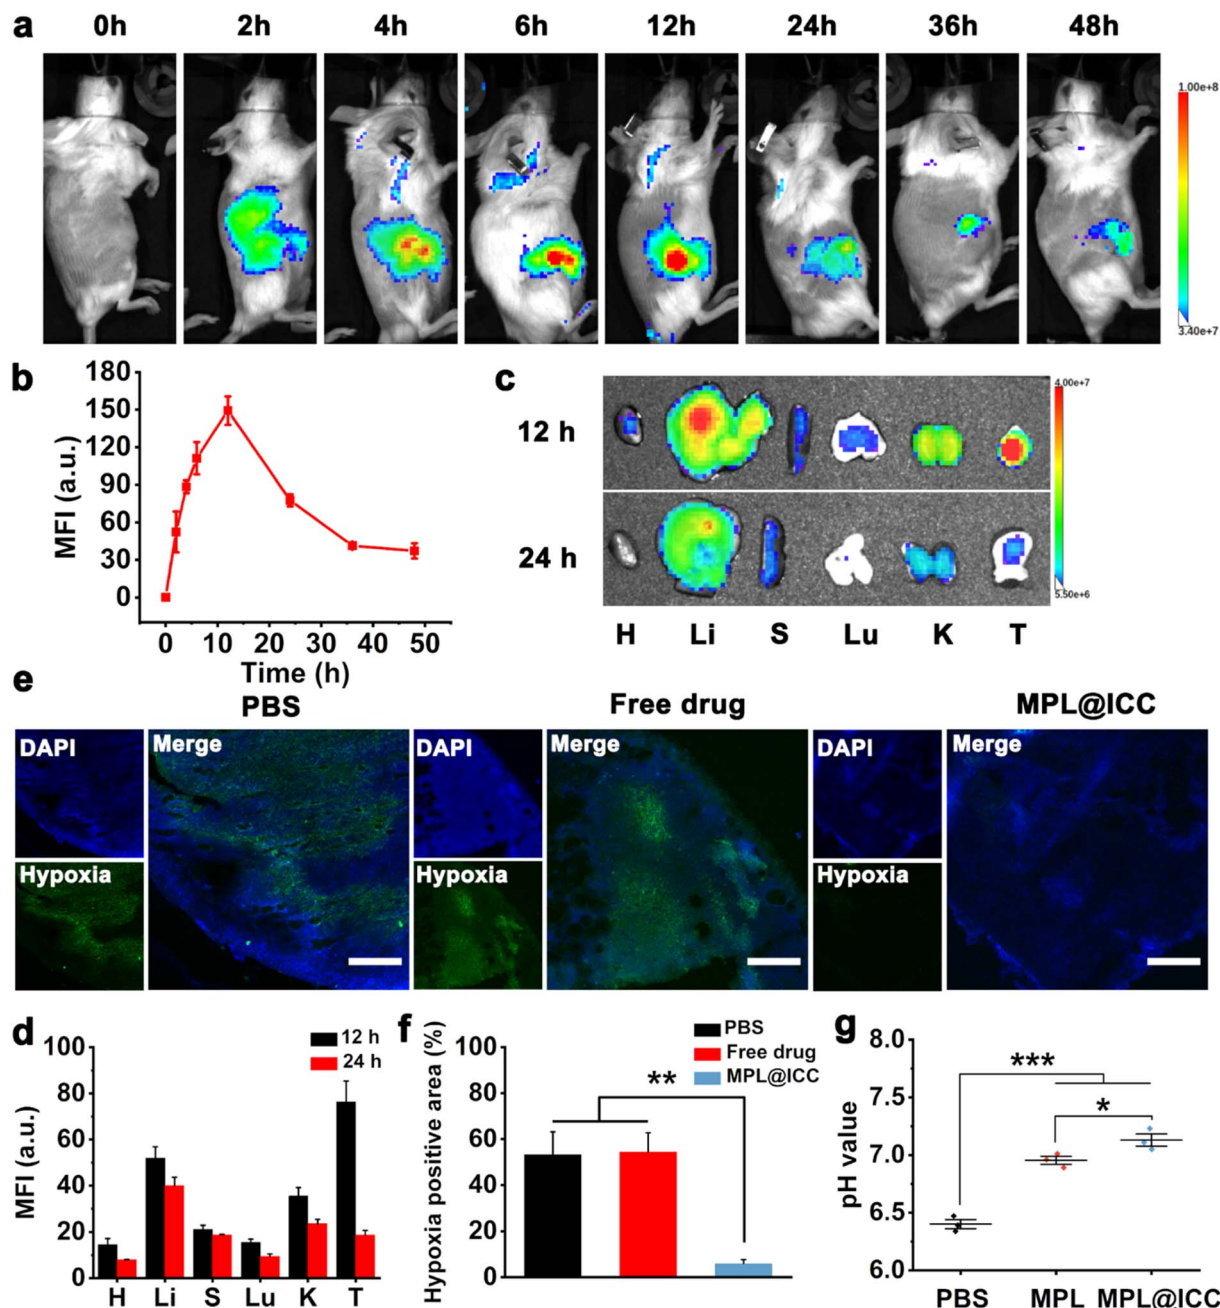 a
0h 2h 4h 6h 12h 24h 36h 48h
1.00e+8
3.40e+7
b
180
150
120
90
60
30
0
MFI (a.u.)
0 10 20 30 40 50
Time (h)
c
12 h
24 h
4.00e+7
5.50e+6
H Li S Lu K T
e
PBS Free drug MPL@ICC
DAPI Merge DAPI Merge DAPI Merge
Hypoxia Hypoxia Hypoxia
d
12 h
24 h
100
80
60
40
20
0
MFI (a.u.)
H Li S Lu K T
f
PBS
Free drug
MPL@ICC
100
80
60
40
20
0
Hypoxia positive area (%)
**
g
8.0
7.5
7.0
6.5
6.0
pH value
***
*
PBS MPL MPL@ICC